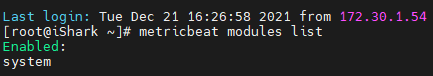 Last login: Tue Dec 21 16:26:58 2021 from 172.30.1.54
[root@iShark ~]# metricbeat modules list
Enabled:
system